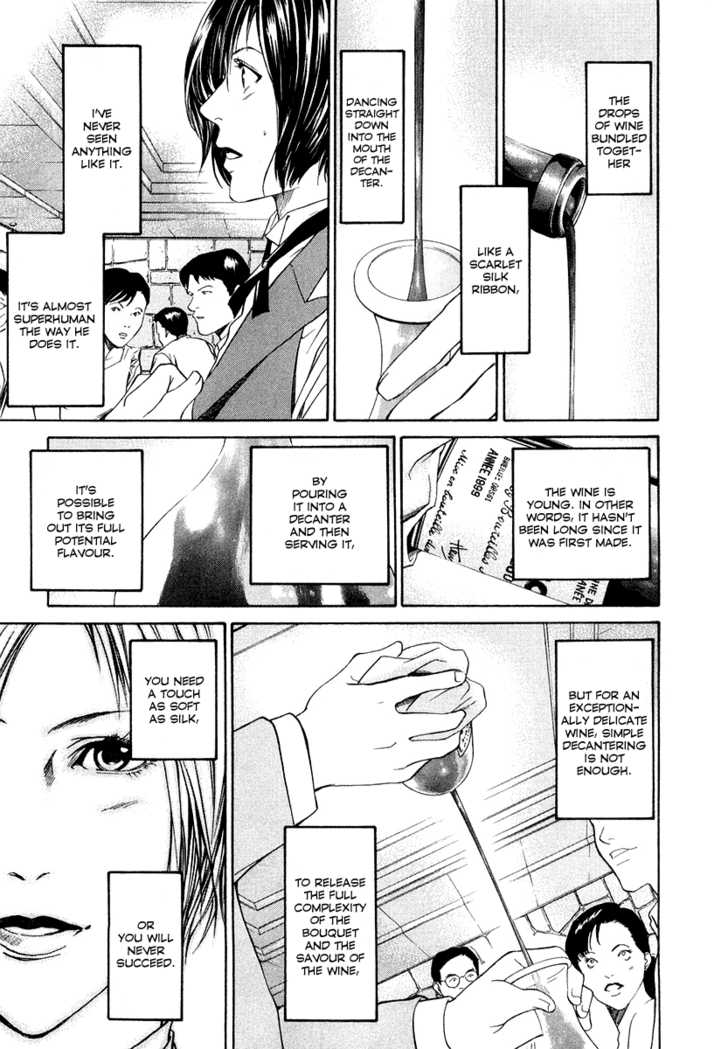 THE
DROPS
OF WINE
BUNDLED
TOGET-
HER
LIKE A
SCARLET
SILK
RIBBON,
DANCING
STRAIGHT
DOWN
INTO THE
MOUTH
OF THE
DECAN-
TER.
I'VE
NEVER
SEEN
ANYTHING
LIKE IT.
IT'S ALMOST
SUPERHUMAN
THE WAY HE
DOES IT.
THE WINE IS
YOUNG. IN OTHER
WORDS, IT HASN'T
BEEN LONG SINCE IT
WAS FIRST MADE.
ANNÉE 1999
Mise en bouteille
BY
POURING
IT INTO A
DECANTER
AND THEN
SERVING IT,
IT'S
POSSIBLE
TO BRING
OUT ITS FULL
POTENTIAL
FLAVOUR.
BUT FOR AN
EXCEPTION-
ALLY DELICATE
WINE, SIMPLE
DECANTERING
IS NOT
ENOUGH.
TO RELEASE
THE FULL
COMPLEXITY
OF THE
BOUQUET
AND THE
SAVOUR OF
THE WINE,
YOU NEED
A TOUCH
AS SOFT
AS SILK,
OR
YOU WILL
NEVER
SUCCEED.